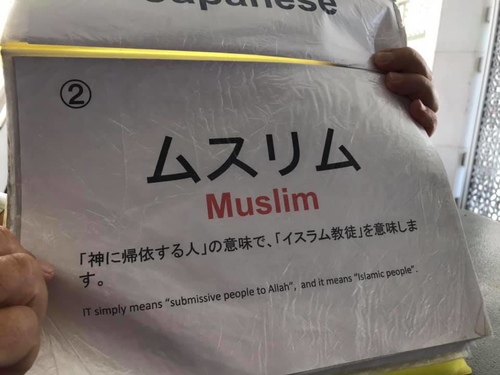 Japanese
②
ムスリム
Muslim
「神に帰依する人」の意味で、「イスラム教徒」を意味しま
す。
IT simply means "submissive people to Allah", and it means "Islamic people".